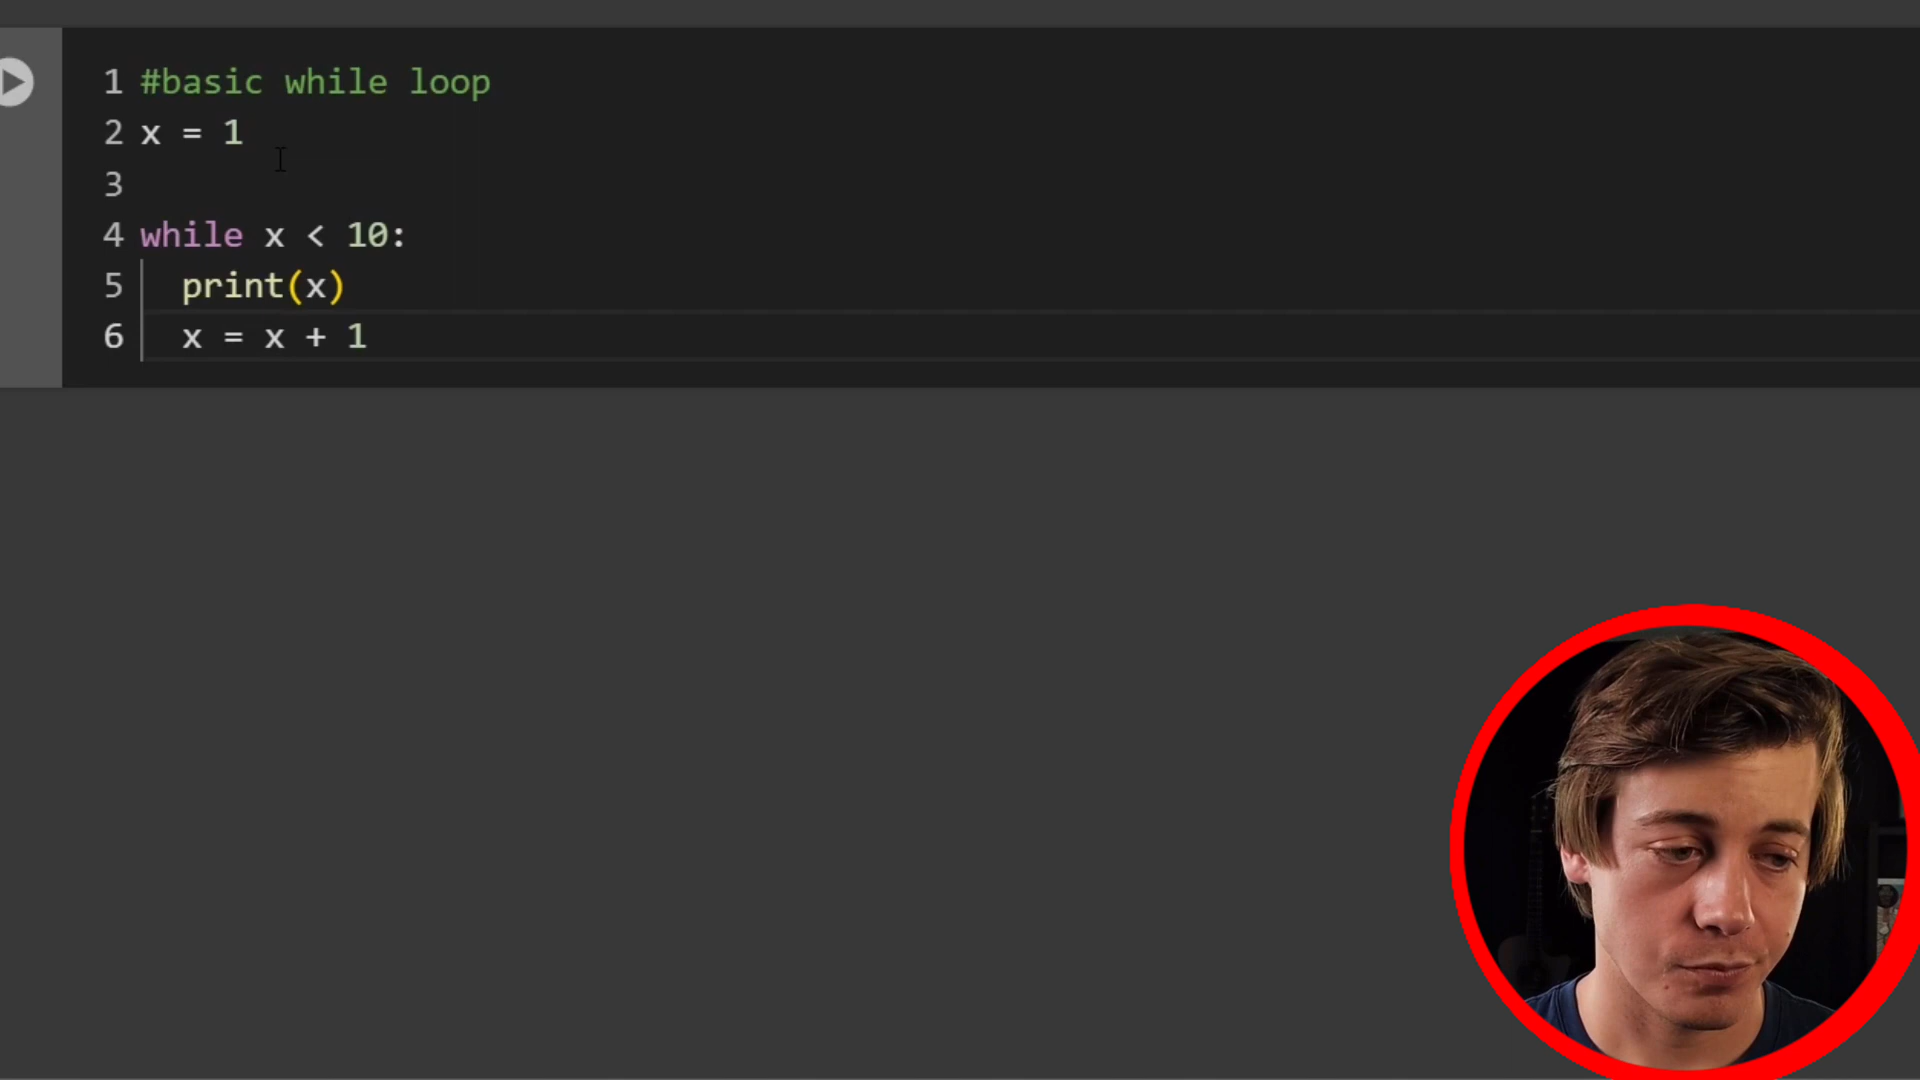 1 #basic while loop
2 x = 1
3
4 while x < 10:
5 print(x)
6 x = x + 1